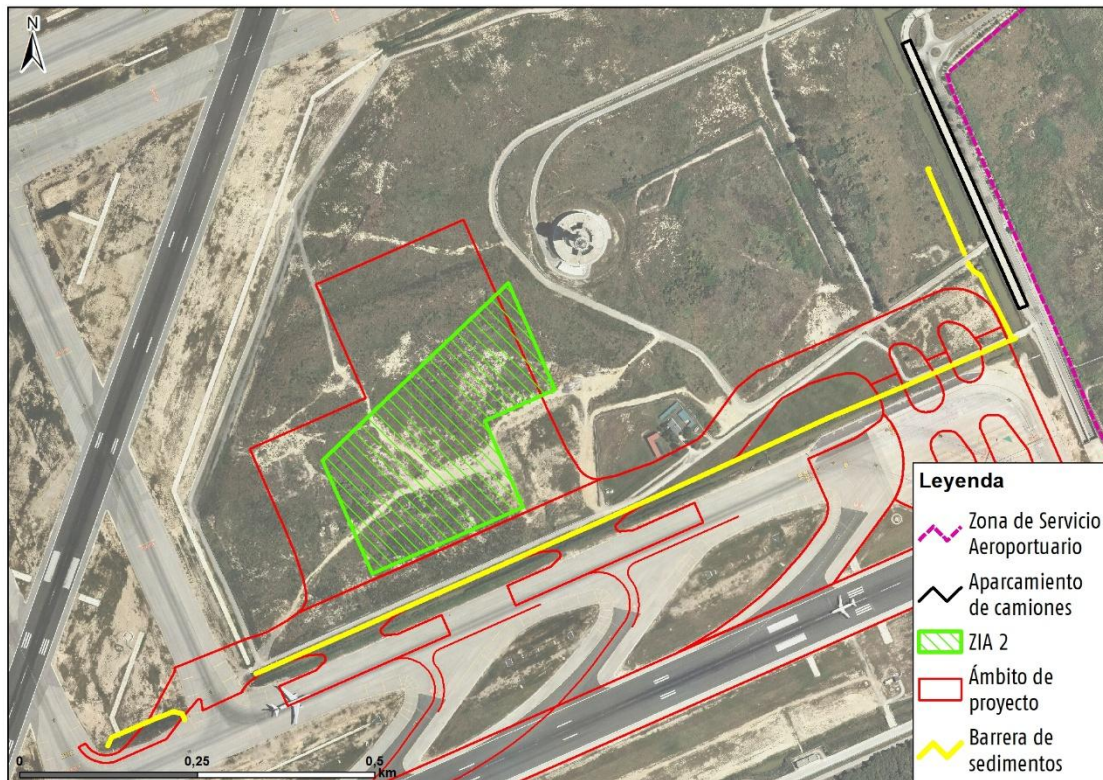 N
Leyenda
Zona de Servicio
Aeroportuario
Aparcamiento
de camiones
ZIA 2
Ámbito de
proyecto
Barrera de
sedimentos
0 0,25 0,5
km